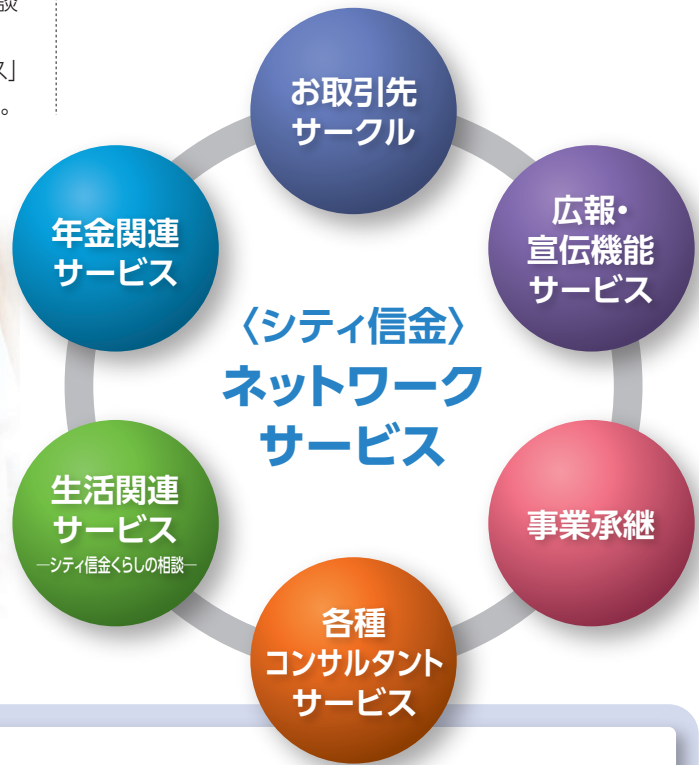 談
ス」
。
お取引先
サークル
広報・
宣伝機能
サービス
年金関連
サービス
〈シティ信金〉
ネットワーク
サービス
生活関連
サービス
―シティ信金くらしの相談―
事業承継
各種
コンサルタント
サービス